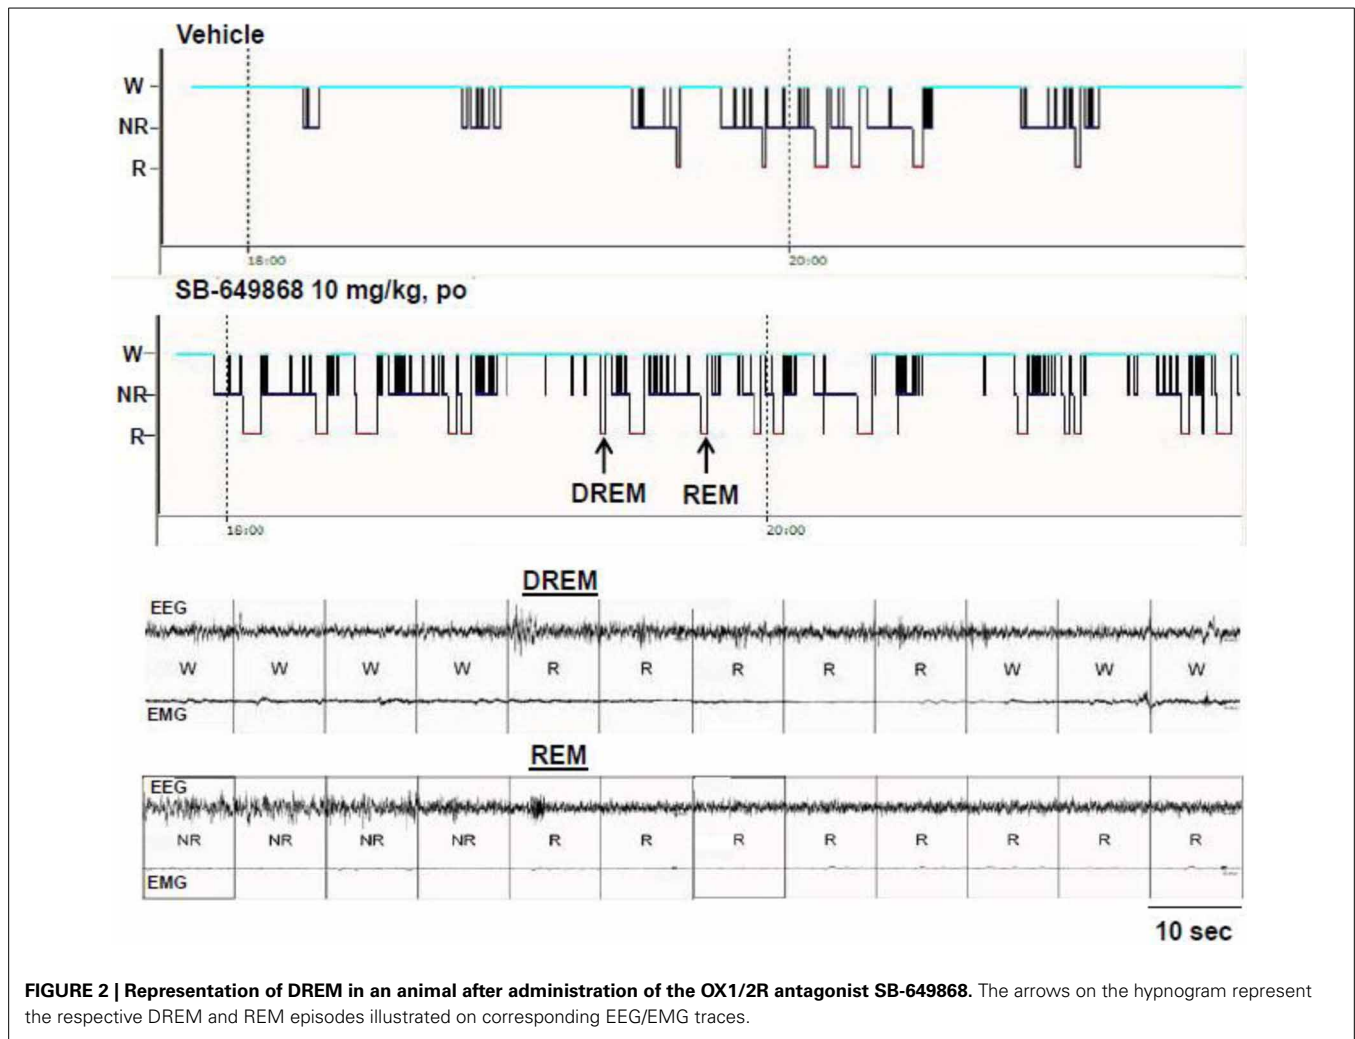 Vehicle
W
NR
R
18:00
20:00
SB-649868 10 mg/kg, po
W
NR
R
DREM REM
18:00
20:00
DREM
EEG
W W W W R R R R R W W W
EMG
REM
EEG
NR NR NR NR R R R R R R R R
EMG
10 sec
FIGURE 2 | Representation of DREM in an animal after administration of the OX1/2R antagonist SB-649868. The arrows on the hypnogram represent
the respective DREM and REM episodes illustrated on corresponding EEG/EMG traces.